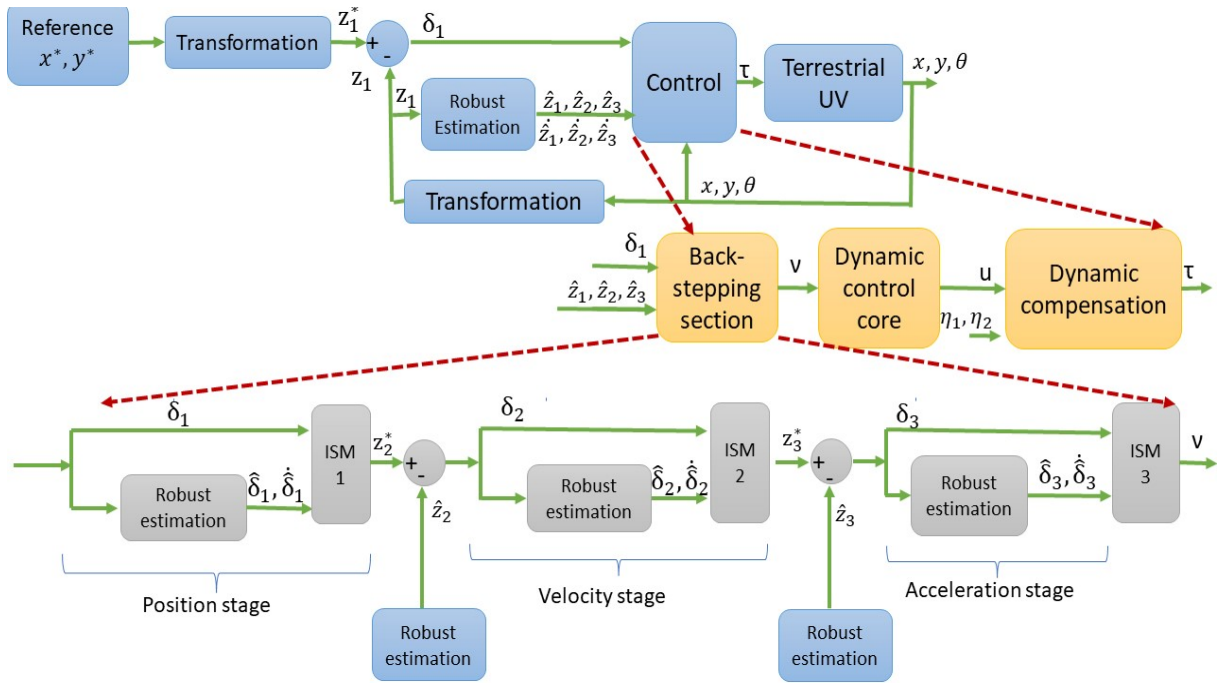 Reference
x*, y*
Transformation
z₁*
+
-
δ₁
z₁
z₁
Robust
Estimation
ẑ₁, ẑ₂, ẑ₃
ẑ̇₁, ẑ̇₂, ẑ̇₃
Control
τ
Terrestrial
UV
x, y, θ
Transformation
x, y, θ
δ₁
ẑ₁, ẑ₂, ẑ₃
Back-
stepping
section
ν
Dynamic
control
core
u
η₁, η₂
Dynamic
compensation
τ
δ₁
Robust
estimation
δ̂₁, δ̂̇₁
ISM
1
z₂*
+
-
ẑ₂
δ₂
Robust
estimation
δ̂₂, δ̂̇₂
ISM
2
z₃*
+
-
ẑ₃
δ₃
Robust
estimation
δ̂₃, δ̂̇₃
ISM
3
ν
Position stage
Velocity stage
Acceleration stage
Robust
estimation
Robust
estimation